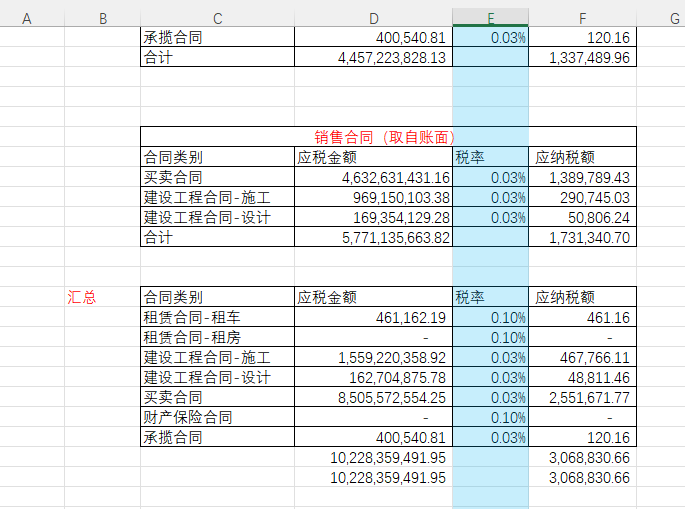 A B C D E F G
承揽合同 400,540.81 0.03% 120.16
合计 4,457,223,828.13 1,337,489.96
销售合同（取自账面）
合同类别 应税金额 税率 应纳税额
买卖合同 4,632,631,431.16 0.03% 1,389,789.43
建设工程合同-施工 969,150,103.38 0.03% 290,745.03
建设工程合同-设计 169,354,129.28 0.03% 50,806.24
合计 5,771,135,663.82 1,731,340.70
汇总 合同类别 应税金额 税率 应纳税额
租赁合同-租车 461,162.19 0.10% 461.16
租赁合同-租房 - 0.10% -
建设工程合同-施工 1,559,220,358.92 0.03% 467,766.11
建设工程合同-设计 162,704,875.78 0.03% 48,811.46
买卖合同 8,505,572,554.25 0.03% 2,551,671.77
财产保险合同 - 0.10% -
承揽合同 400,540.81 0.03% 120.16
10,228,359,491.95 3,068,830.66
10,228,359,491.95 3,068,830.66